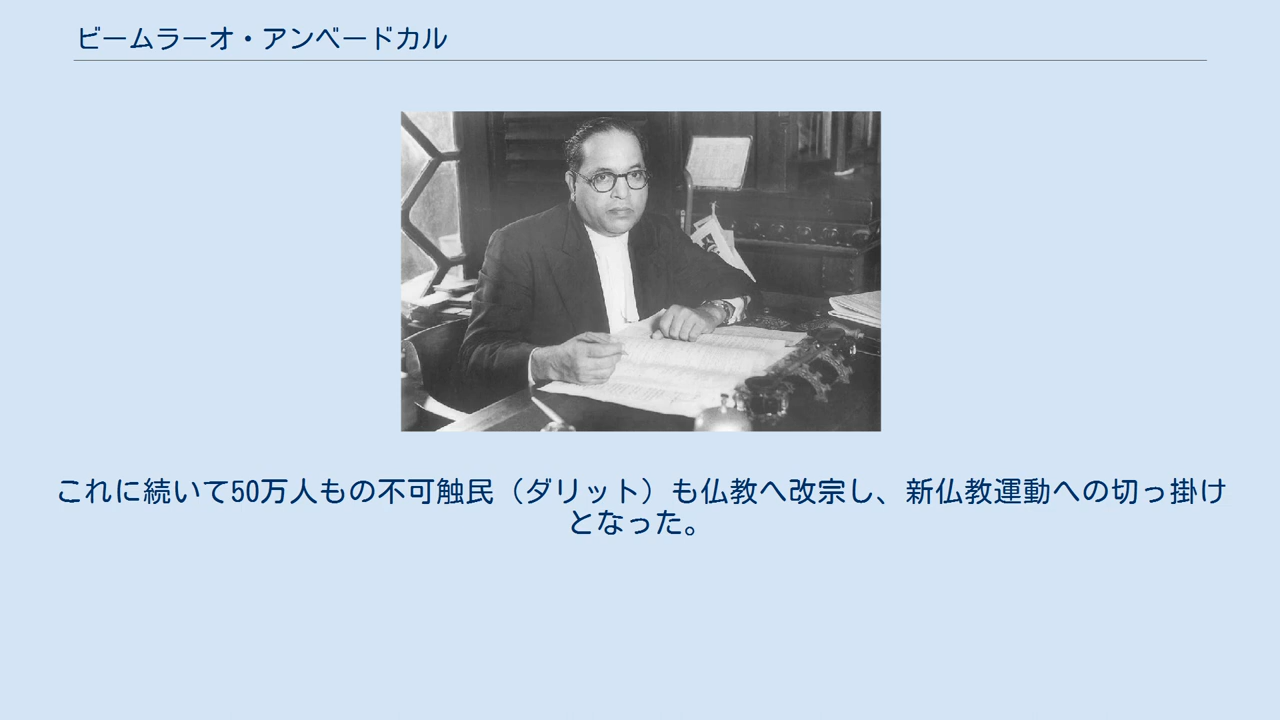 ビームラーオ・アンベードカル
これに続いて50万人もの不可触民（ダリット）も仏教へ改宗し、新仏教運動への切っ掛け
となった。